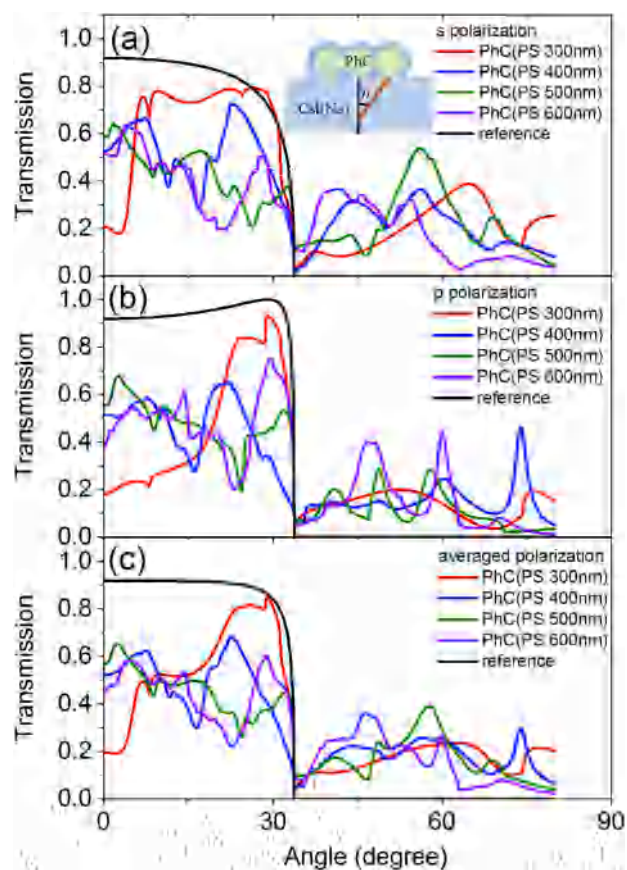 (a)
s polarization
PhC
PhC(PS 300nm)
PhC(PS 400nm)
PhC(PS 500nm)
PhC(PS 600nm)
reference
CsI(Na)
θ
Transmission
1.0
0.8
0.6
0.4
0.2
0.0
(b)
p polarization
PhC(PS 300nm)
PhC(PS 400nm)
PhC(PS 500nm)
PhC(PS 600nm)
reference
Transmission
1.0
0.8
0.6
0.4
0.2
0.0
(c)
averaged polarization
PhC(PS 300nm)
PhC(PS 400nm)
PhC(PS 500nm)
PhC(PS 600nm)
reference
Transmission
1.0
0.8
0.6
0.4
0.2
0.0
0 30 60 90
Angle (degree)